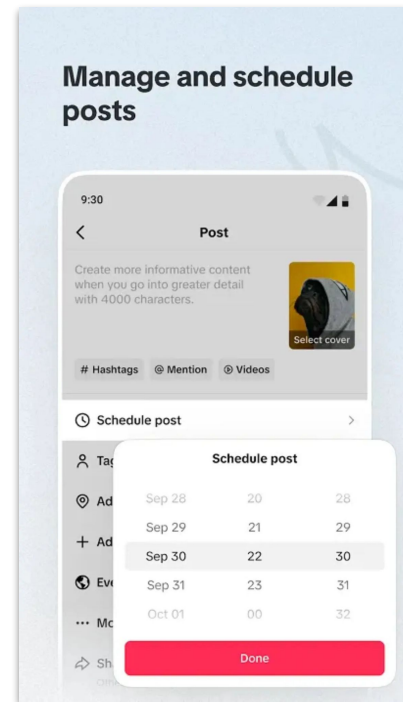 Manage and schedule
posts
9:30
Post
Create more informative content
when you go into greater detail
with 4000 characters.
Select cover
# Hashtags @ Mention Videos
Schedule post
Tag
Ad
Ad
Eve
Mo
Sh
Schedule post
Sep 28 20 28
Sep 29 21 29
Sep 30 22 30
Sep 31 23 31
Oct 01 00 32
Done